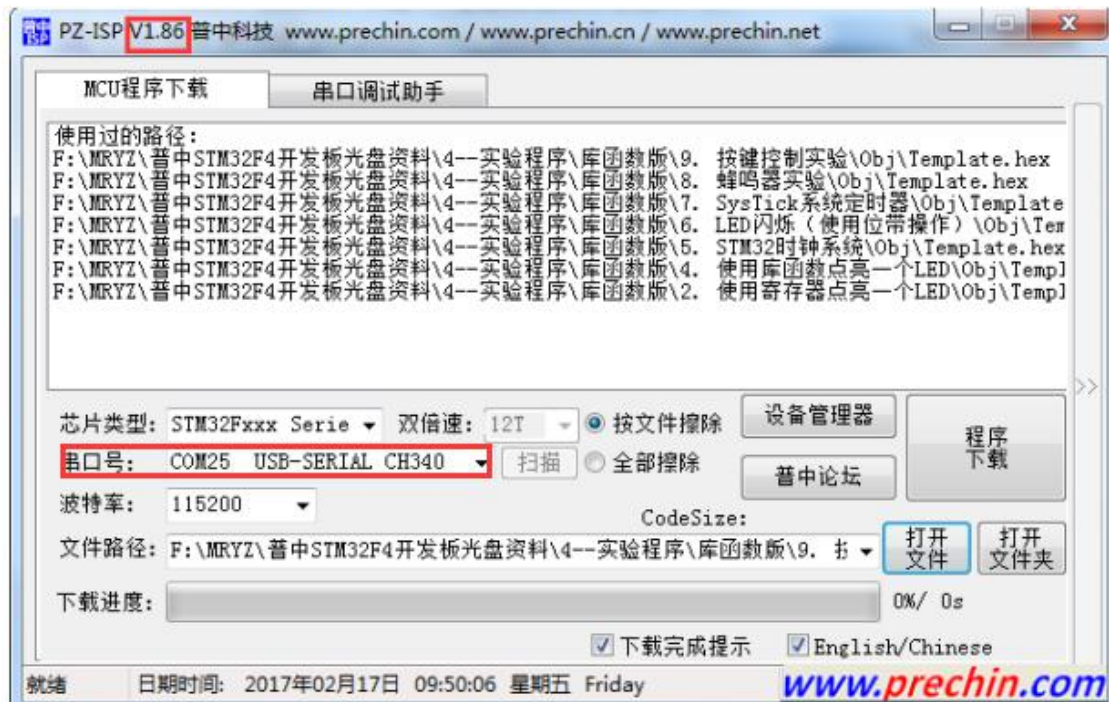 普中
ISP
PZ-ISP V1.86 普中科技 www.prechin.com / www.prechin.cn / www.prechin.net
MCU程序下载 串口调试助手
使用过的路径:
F:\MRYZ\普中STM32F4开发板光盘资料\4--实验程序\库函数版\9. 按键控制实验\Obj\Template.hex
F:\MRYZ\普中STM32F4开发板光盘资料\4--实验程序\库函数版\8. 蜂鸣器实验\Obj\Template.hex
F:\MRYZ\普中STM32F4开发板光盘资料\4--实验程序\库函数版\7. SysTick系统定时器\Obj\Template
F:\MRYZ\普中STM32F4开发板光盘资料\4--实验程序\库函数版\6. LED闪烁（使用位带操作）\Obj\Tem
F:\MRYZ\普中STM32F4开发板光盘资料\4--实验程序\库函数版\5. STM32时钟系统\Obj\Template.hex
F:\MRYZ\普中STM32F4开发板光盘资料\4--实验程序\库函数版\4. 使用库函数点亮一个LED\Obj\Templ
F:\MRYZ\普中STM32F4开发板光盘资料\4--实验程序\库函数版\2. 使用寄存器点亮一个LED\Obj\Templ
>>
芯片类型: STM32Fxxx Serie 双倍速: 12T 按文件擦除 设备管理器 程序下载
串口号: COM25 USB-SERIAL CH340 扫描 全部擦除 普中论坛
波特率: 115200 CodeSize:
文件路径: F:\MRYZ\普中STM32F4开发板光盘资料\4--实验程序\库函数版\9. 打开文件 打开文件夹
下载进度: 0%/ 0s
下载完成提示 English/Chinese
就绪 日期时间: 2017年02月17日 09:50:06 星期五 Friday www.prechin.com